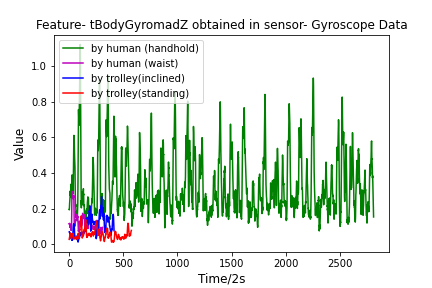 Feature- tBodyGyromadZ obtained in sensor- Gyroscope Data
by human (handhold)
by human (waist)
by trolley(inclined)
by trolley(standing)
Value
1.0
0.8
0.6
0.4
0.2
0.0
0 500 1000 1500 2000 2500
Time/2s